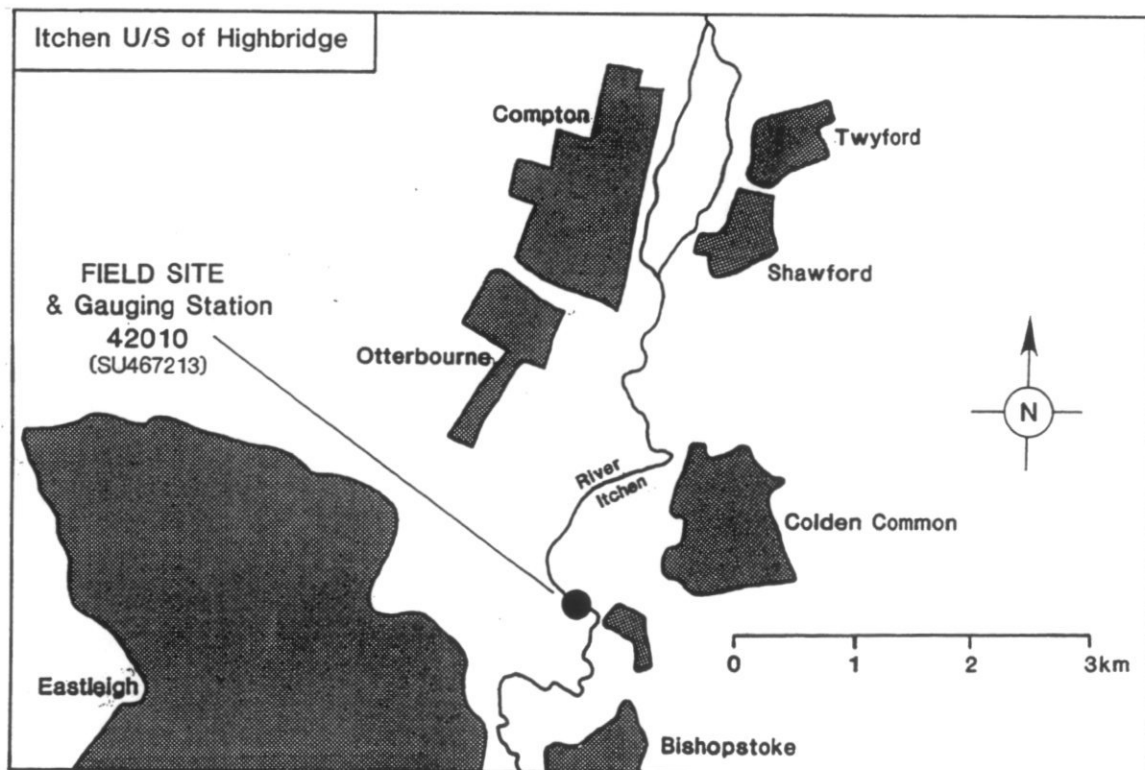 Itchen U/S of Highbridge
Compton
Twyford
Shawford
FIELD SITE
& Gauging Station
42010
(SU467213)
Otterbourne
N
River
Itchen
Colden Common
0 1 2 3km
Eastleigh
Bishopstoke